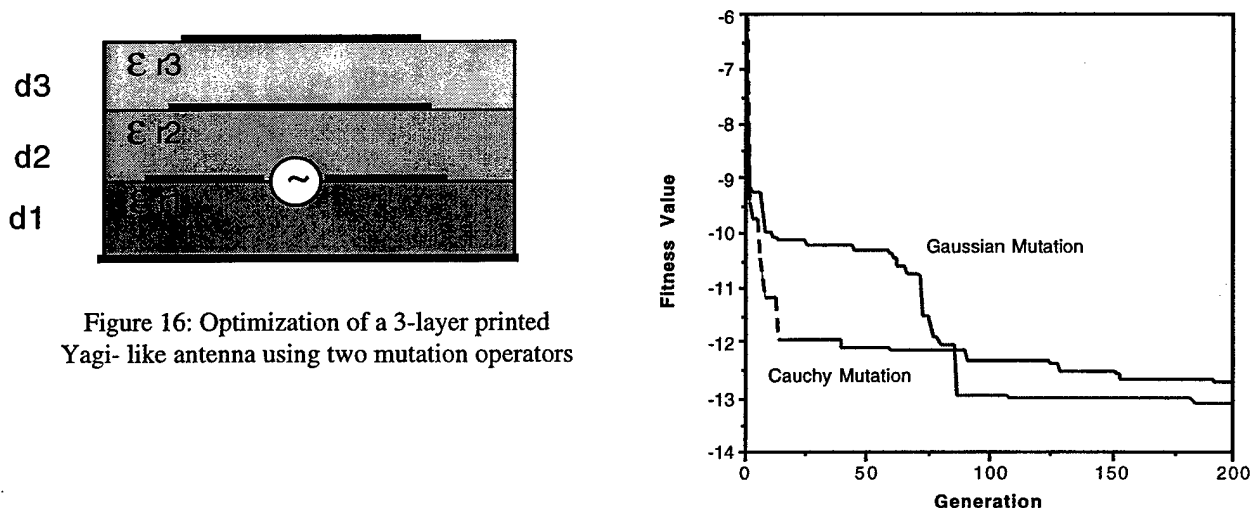 ε r3
d3
ε r2
d2
~
d1
Figure 16: Optimization of a 3-layer printed
Yagi- like antenna using two mutation operators
-6
-7
-8
-9
-10
-11
-12
-13
-14
Fitness Value
Gaussian Mutation
Cauchy Mutation
0
50
100
150
200
Generation